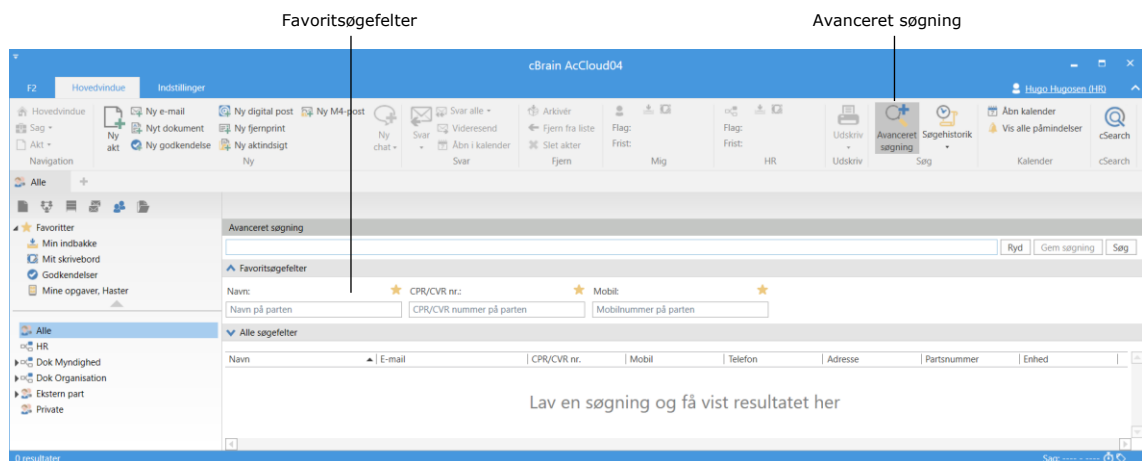 Favoritsøgefelter
Avanceret søgning
cBrain AcCloud04
F2 Hovedvindue Indstillinger
Hugo Hugosen (HR)
Hovedvindue
Sag
Akt
Navigation
Ny akt
Ny e-mail
Nyt dokument
Ny godkendelse
Ny digital post
Ny fjernprint
Ny aktindsigt
Ny M4-post
Ny chat
Ny
Svar
Svar alle
Videresend
Åbn i kalender
Svar
Arkivér
Fjern fra liste
Slet akter
Fjern
Flag:
Frist:
Mig
Flag:
Frist:
HR
Udskriv
Udskriv
Avanceret søgning
Søgehistorik
Søg
Åbn kalender
Vis alle påmindelser
Kalender
cSearch
cSearch
Alle +
Favoritter
Min indbakke
Mit skrivebord
Godkendelser
Mine opgaver, Haster
Alle
HR
Dok Myndighed
Dok Organisation
Ekstern part
Private
Avanceret søgning
Ryd Gem søgning Søg
Favoritsøgefelter
Navn: CPR/CVR nr.: Mobil:
Navn på parten CPR/CVR nummer på parten Mobilnummer på parten
Alle søgefelter
Navn E-mail CPR/CVR nr. Mobil Telefon Adresse Partsnummer Enhed
Lav en søgning og få vist resultatet her
0 resultater
Sag: ---- - ----